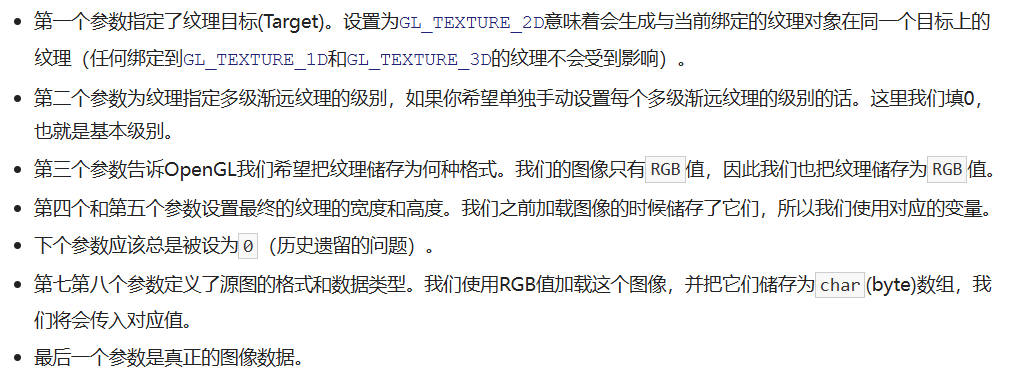 • 第一个参数指定了纹理目标(Target)。设置为GL_TEXTURE_2D意味着会生成与当前绑定的纹理对象在同一个目标上的
纹理（任何绑定到GL_TEXTURE_1D和GL_TEXTURE_3D的纹理不会受到影响）。
• 第二个参数为纹理指定多级渐远纹理的级别，如果你希望单独手动设置每个多级渐远纹理的级别的话。这里我们填0，
也就是基本级别。
• 第三个参数告诉OpenGL我们希望把纹理储存为何种格式。我们的图像只有RGB值，因此我们也把纹理储存为RGB值。
• 第四个和第五个参数设置最终的纹理的宽度和高度。我们之前加载图像的时候储存了它们，所以我们使用对应的变量。
• 下个参数应该总是被设为0（历史遗留的问题）。
• 第七第八个参数定义了源图的格式和数据类型。我们使用RGB值加载这个图像，并把它们储存为char(byte)数组，我
们将会传入对应值。
• 最后一个参数是真正的图像数据。